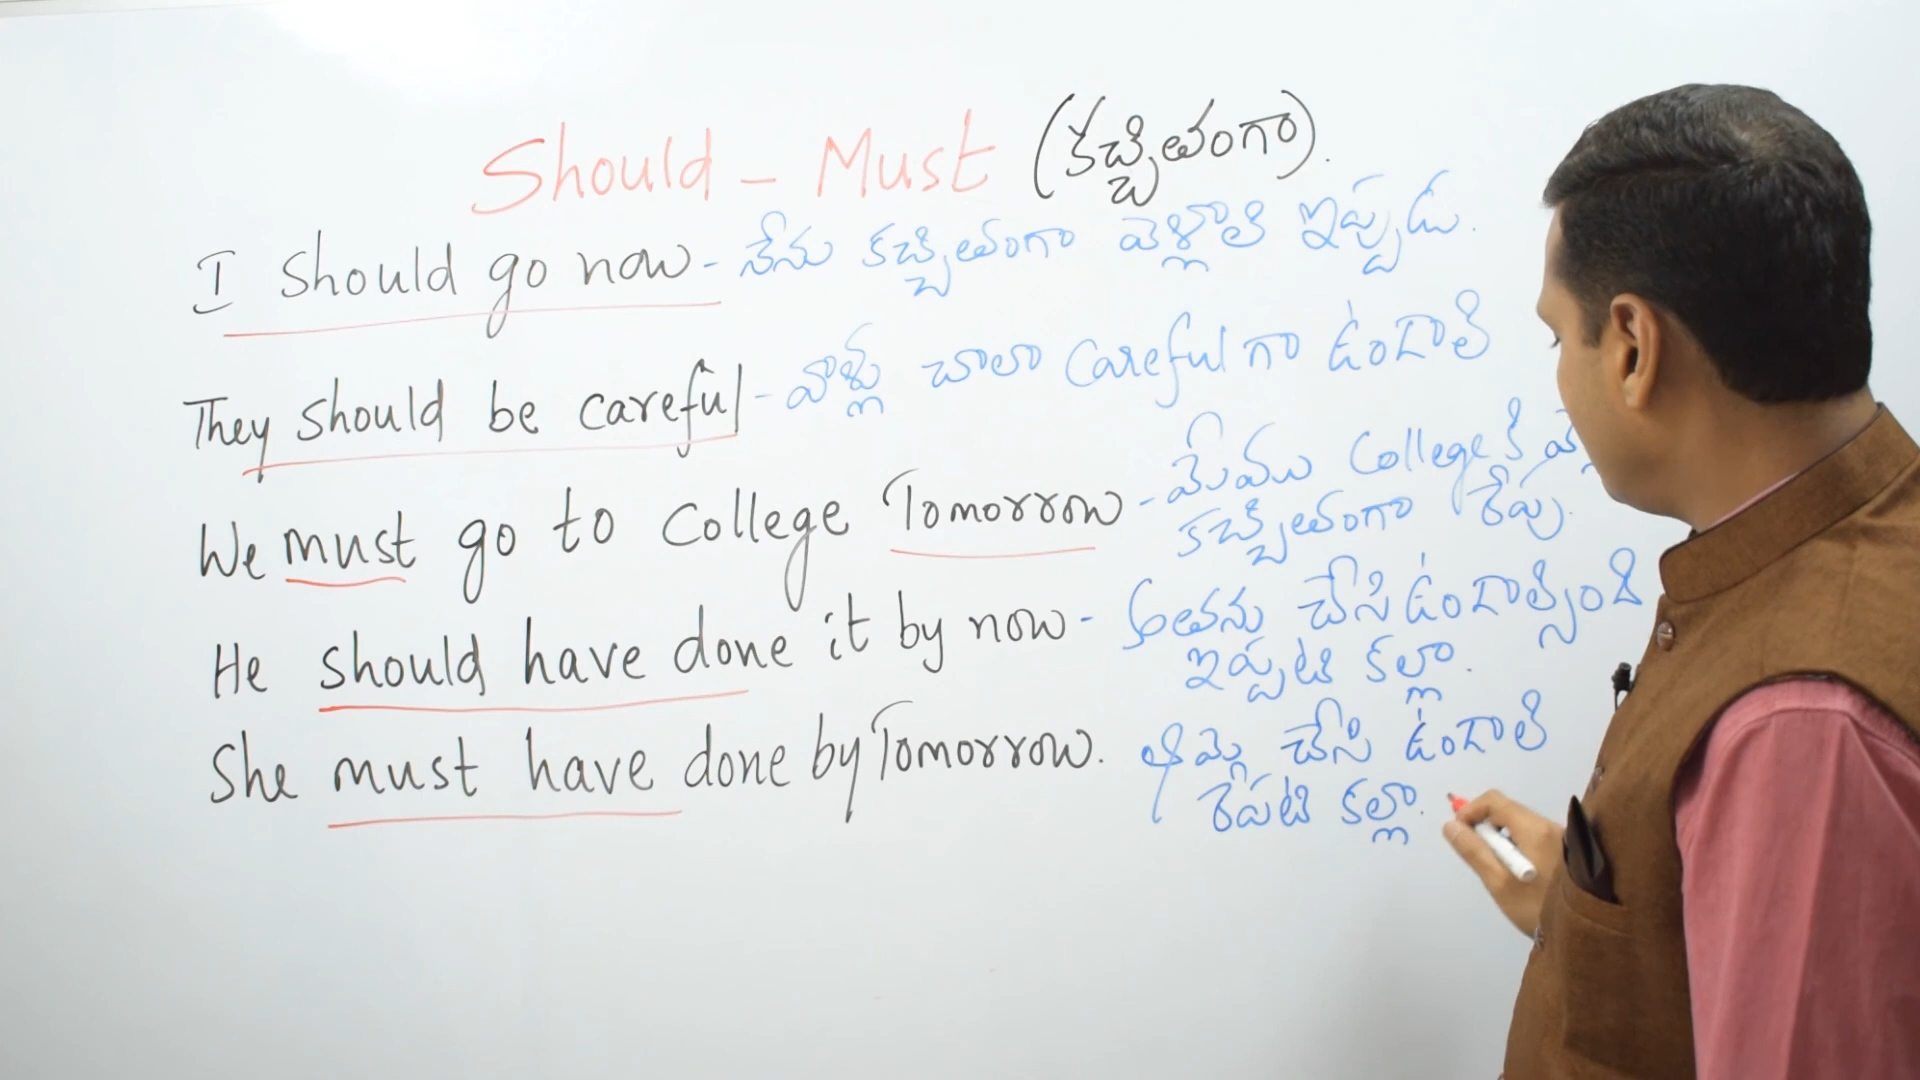 Should - Must (కచ్చితంగా).
I should go now - నేను కచ్చితంగా వెళ్లాలి ఇప్పుడు.
They should be careful - వాళ్లు చాలా careful గా ఉండాలి
We must go to College Tomorrow - మేము College కి
కచ్చితంగా రేపు.
He should have done it by now - అతను చేసి ఉండాల్సింది
ఇప్పటి కల్లా.
She must have done by Tomorrow. ఆమె చేసి ఉండాలి
రేపటి కల్లా.